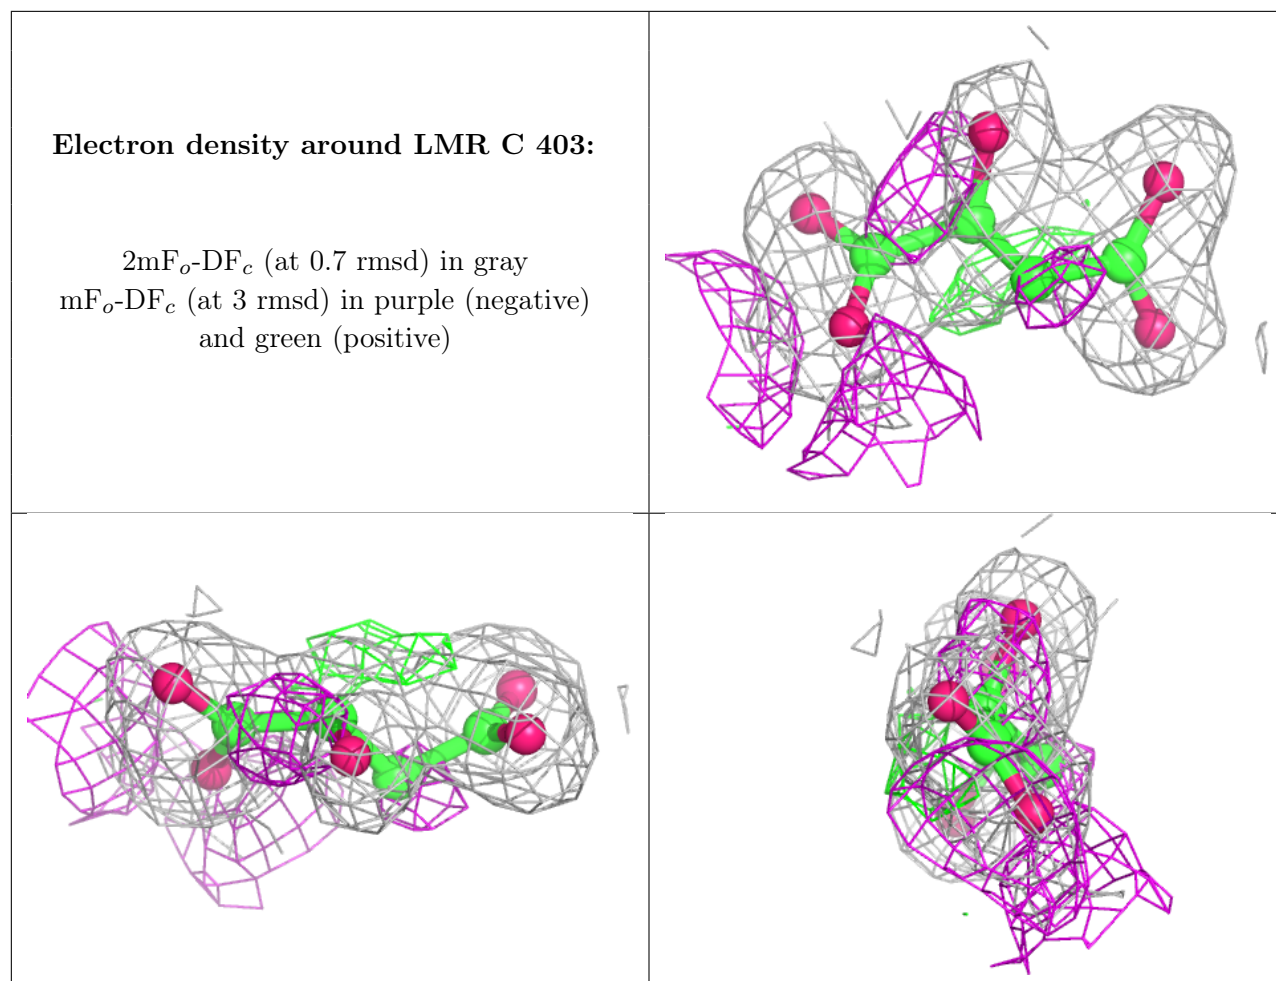 Electron density around LMR C 403:
2mFo-DFc (at 0.7 rmsd) in gray
mFo-DFc (at 3 rmsd) in purple (negative)
and green (positive)